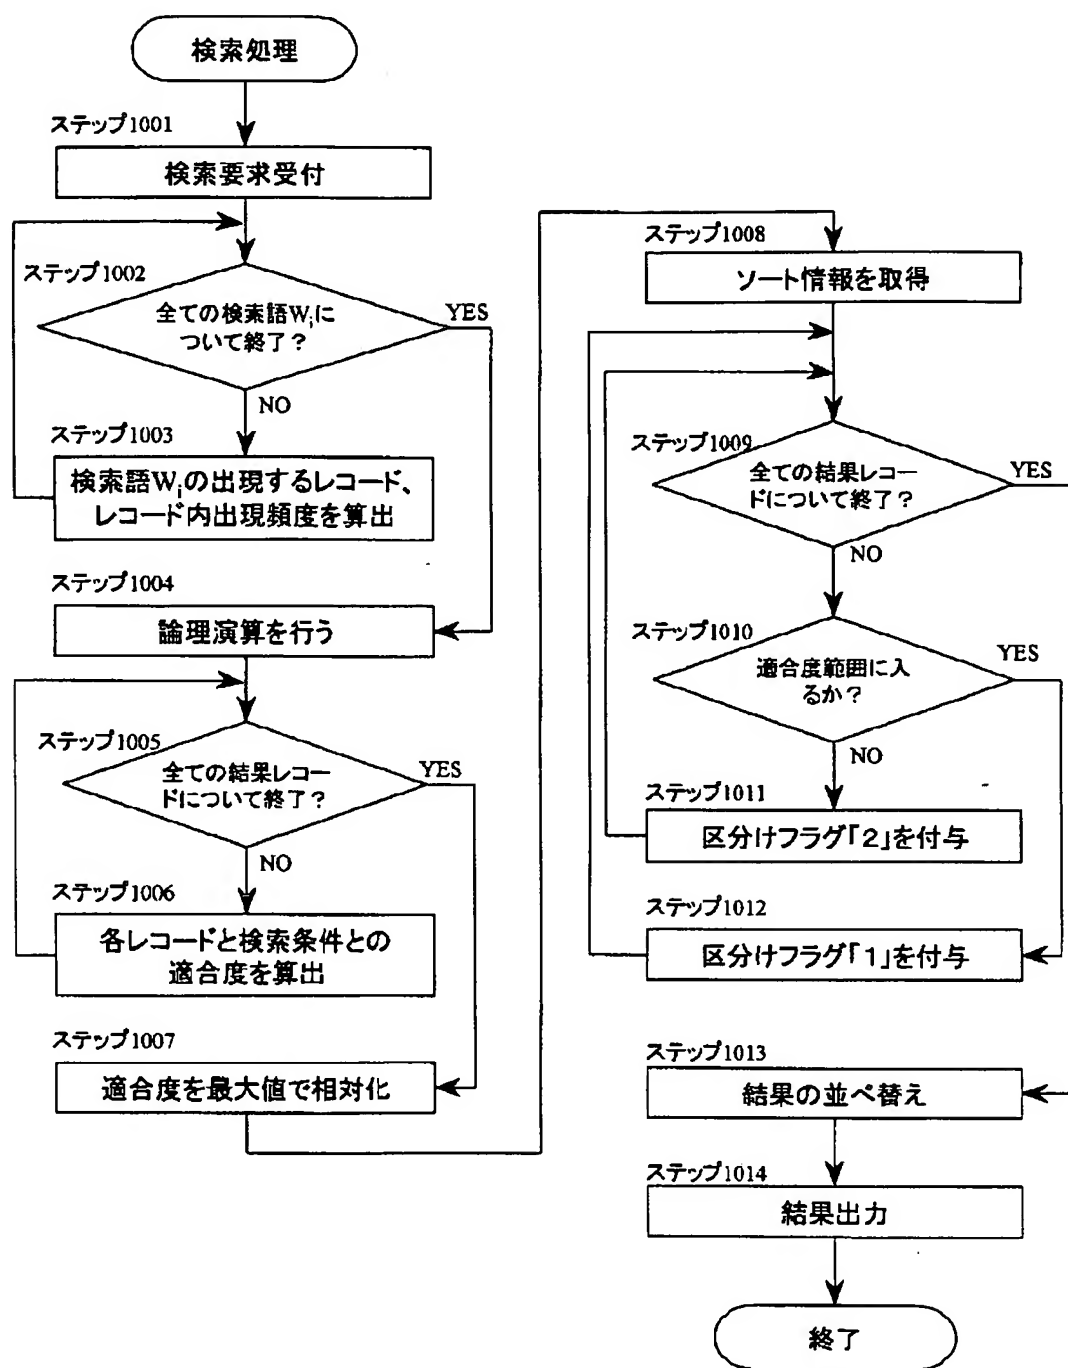 検索処理
ステップ1001
検索要求受付
ステップ1002
全ての検索語Wiに
ついて終了？
YES
NO
ステップ1003
検索語Wiの出現するレコード、
レコード内出現頻度を算出
ステップ1004
論理演算を行う
ステップ1005
全ての結果レコー
ドについて終了？
YES
NO
ステップ1006
各レコードと検索条件との
適合度を算出
ステップ1007
適合度を最大値で相対化
ステップ1008
ソート情報を取得
ステップ1009
全ての結果レコー
ドについて終了？
YES
NO
ステップ1010
適合度範囲に入
るか？
YES
NO
ステップ1011
区分けフラグ「2」を付与
ステップ1012
区分けフラグ「1」を付与
ステップ1013
結果の並べ替え
ステップ1014
結果出力
終了